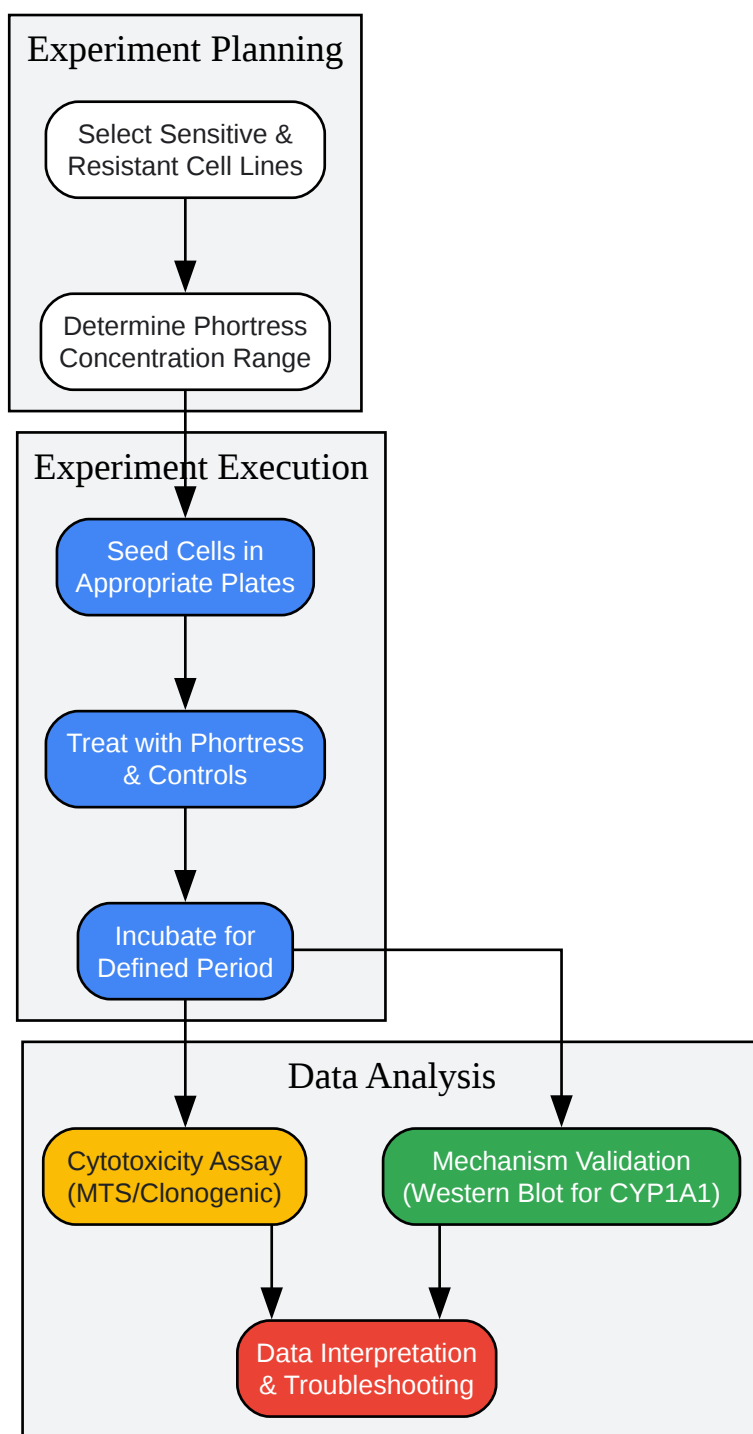 Experiment Planning
Select Sensitive &
Resistant Cell Lines
Determine Phortress
Concentration Range
Experiment Execution
Seed Cells in
Appropriate Plates
Treat with Phortress
& Controls
Incubate for
Defined Period
Data Analysis
Cytotoxicity Assay
(MTS/Clonogenic)
Mechanism Validation
(Western Blot for CYP1A1)
Data Interpretation
& Troubleshooting